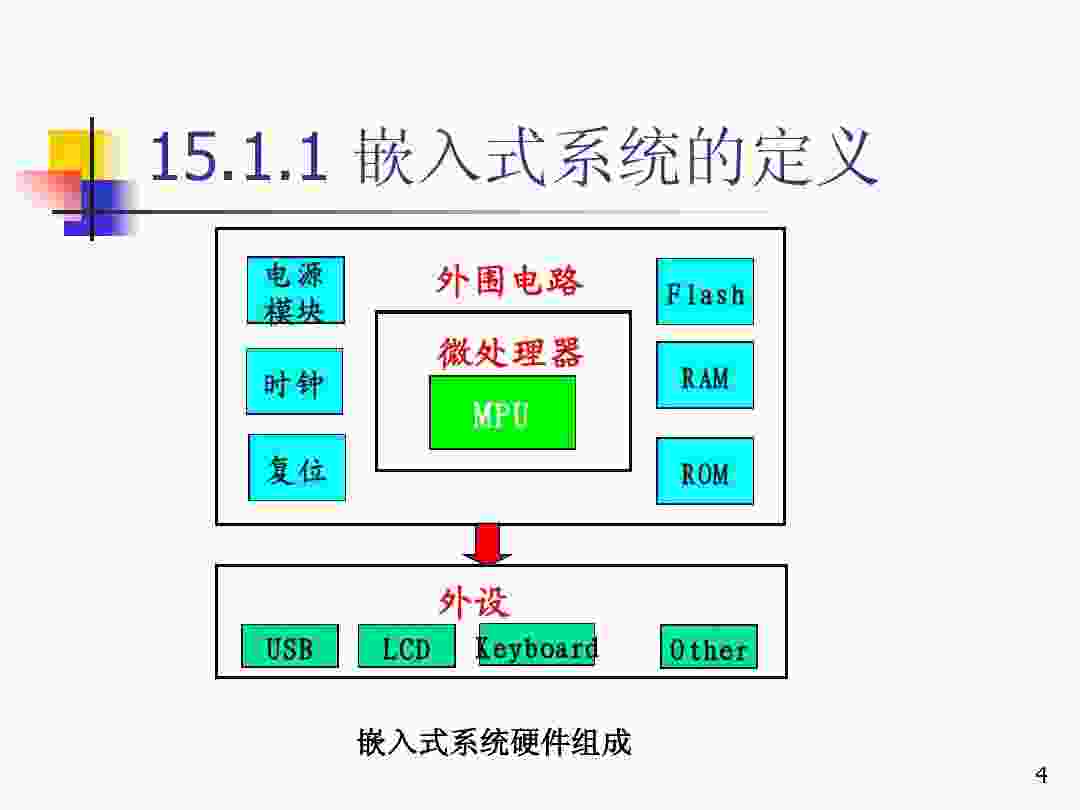 15.1.1 嵌入式系统的定义
外围电路
电源
模块
时钟
复位
微处理器
MPU
Flash
RAM
ROM
外设
USB
LCD
Keyboard
Other
嵌入式系统硬件组成
4